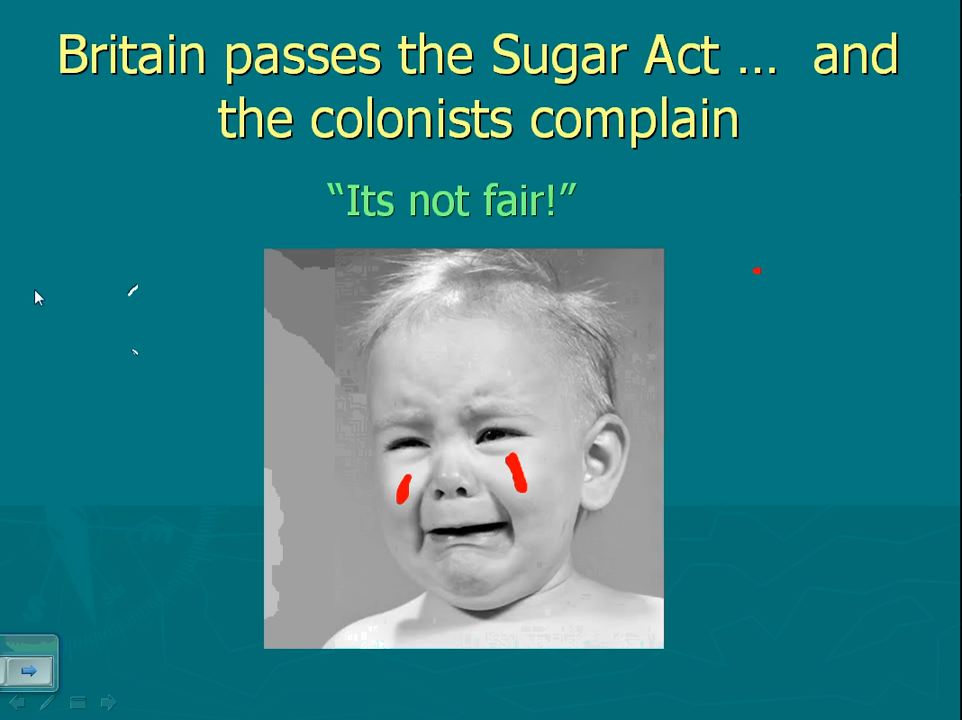 Britain passes the Sugar Act ... and
the colonists complain
“Its not fair!”